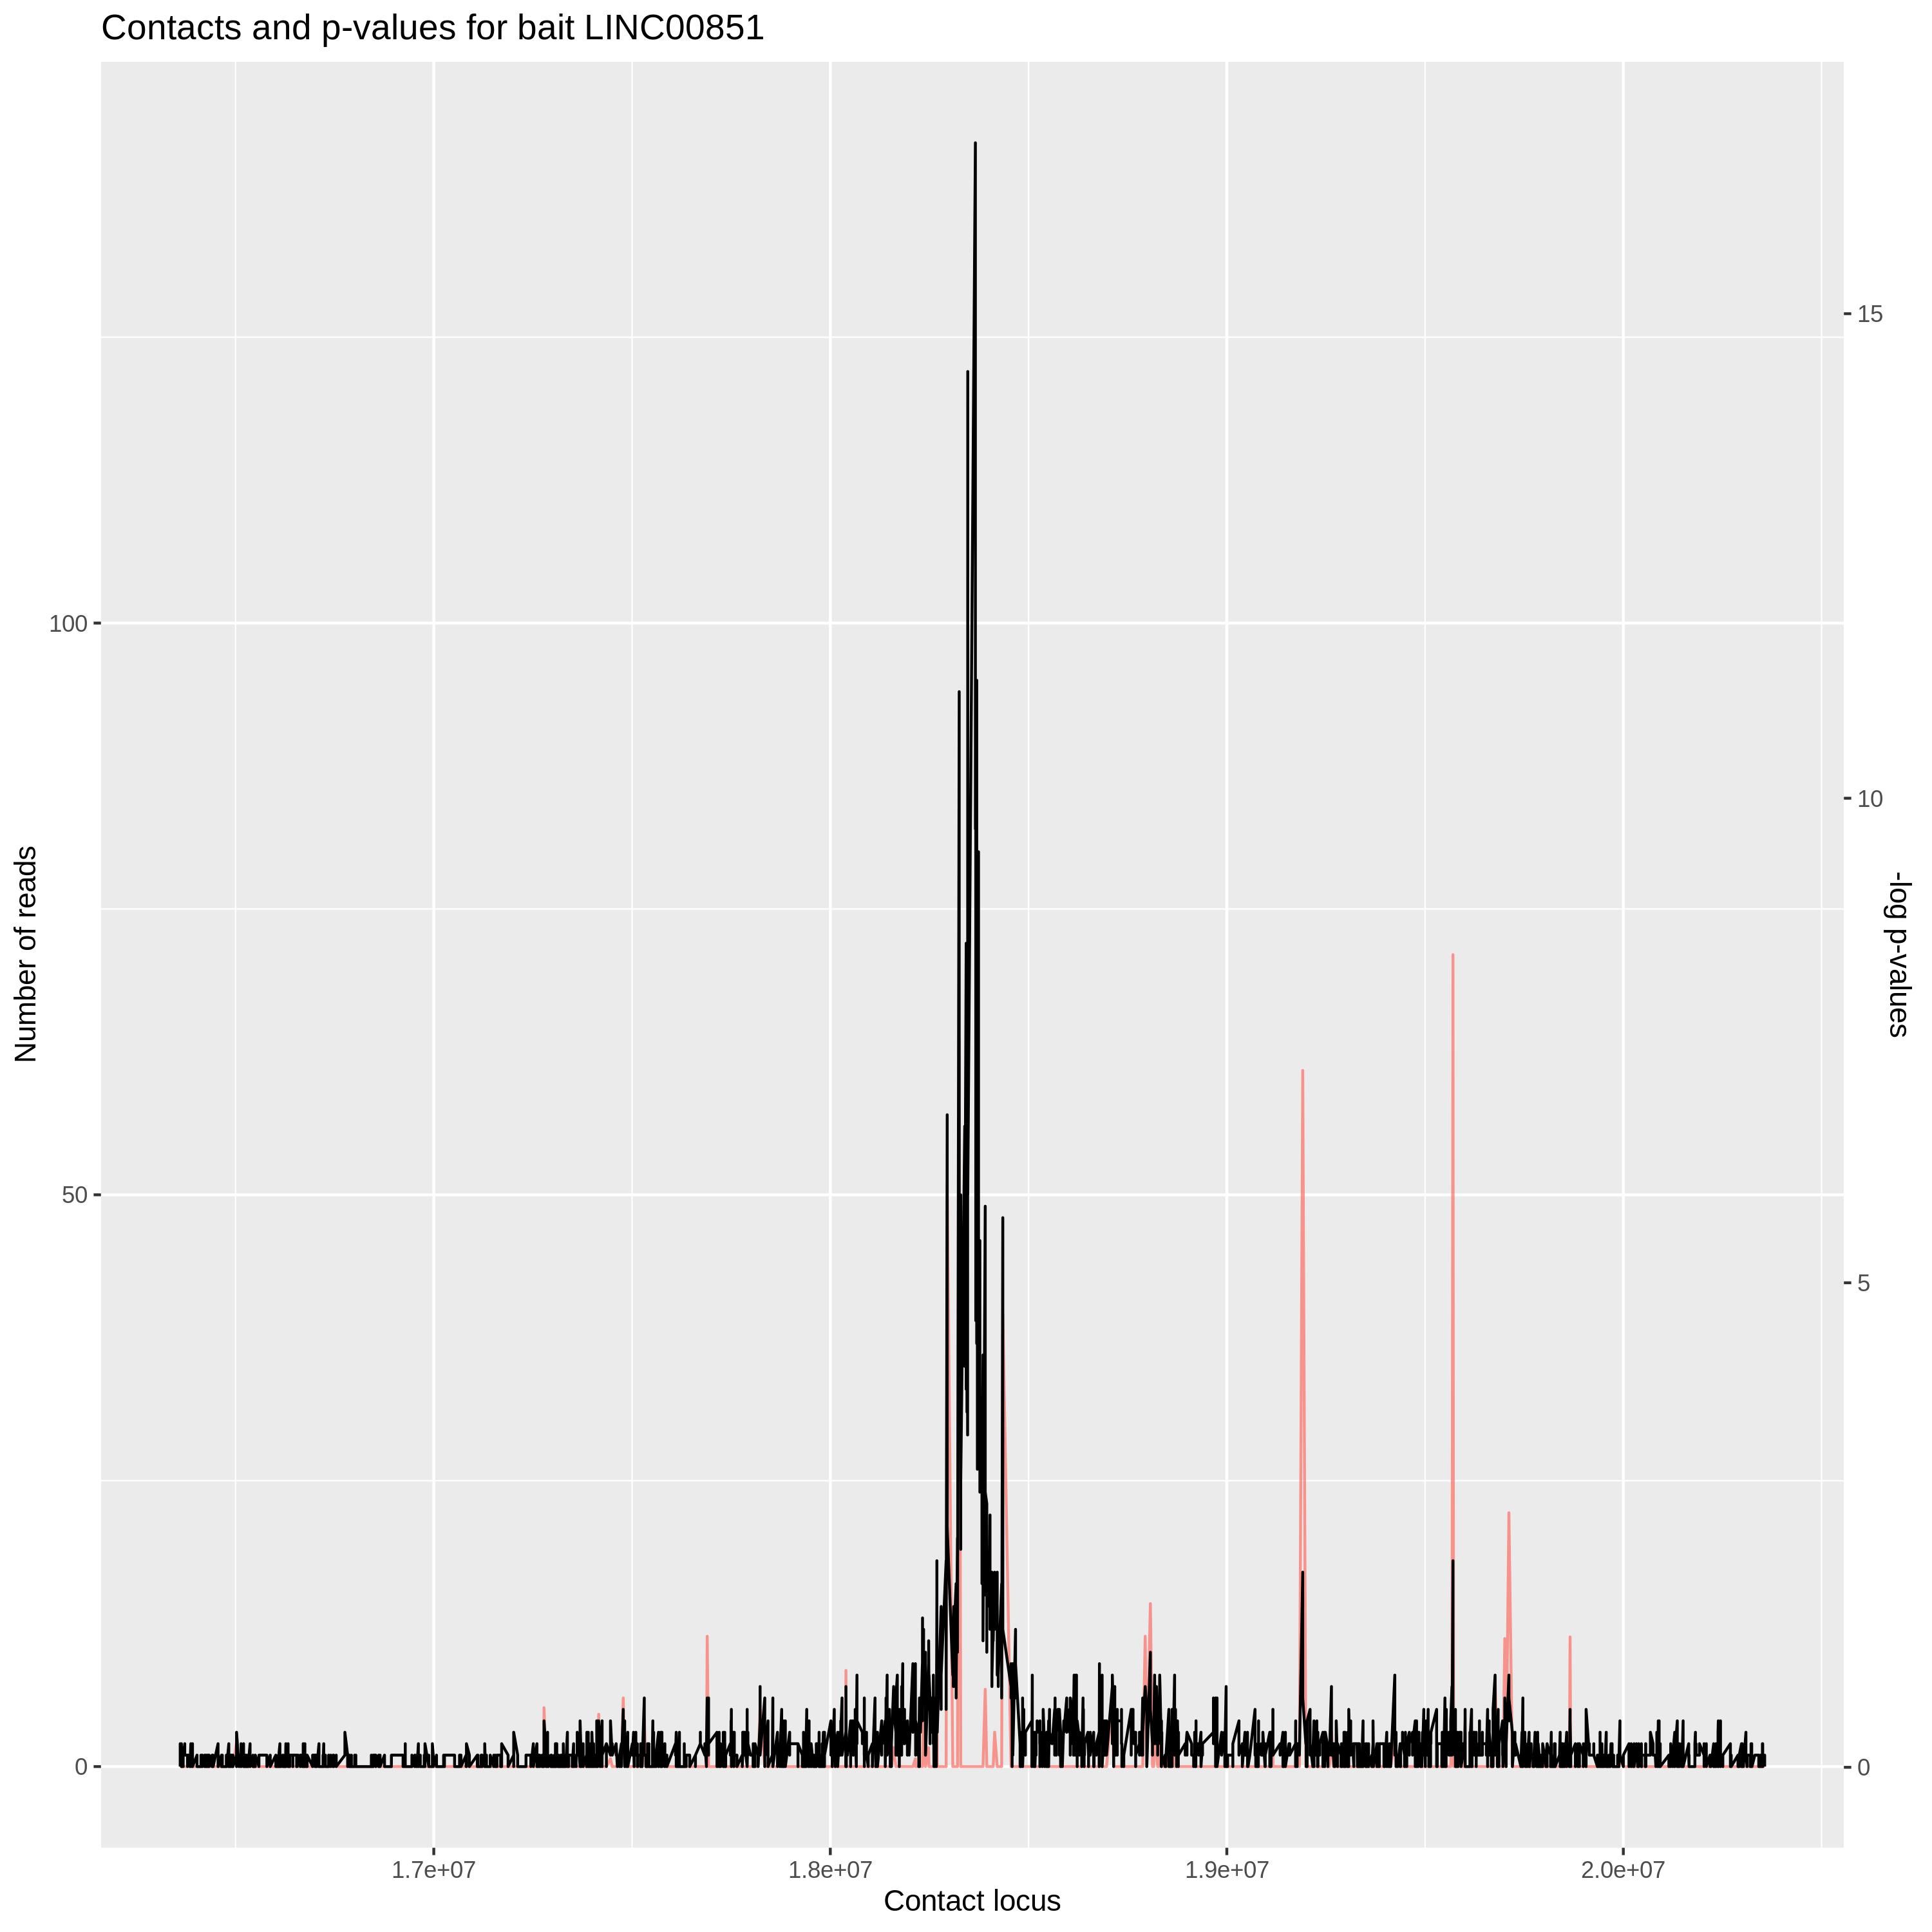 Contacts and p-values for bait LINC00851
15
100
10
Number of reads
-log p-values
50
5
0
0
1.7e+07
1.8e+07
1.9e+07
2.0e+07
Contact locus